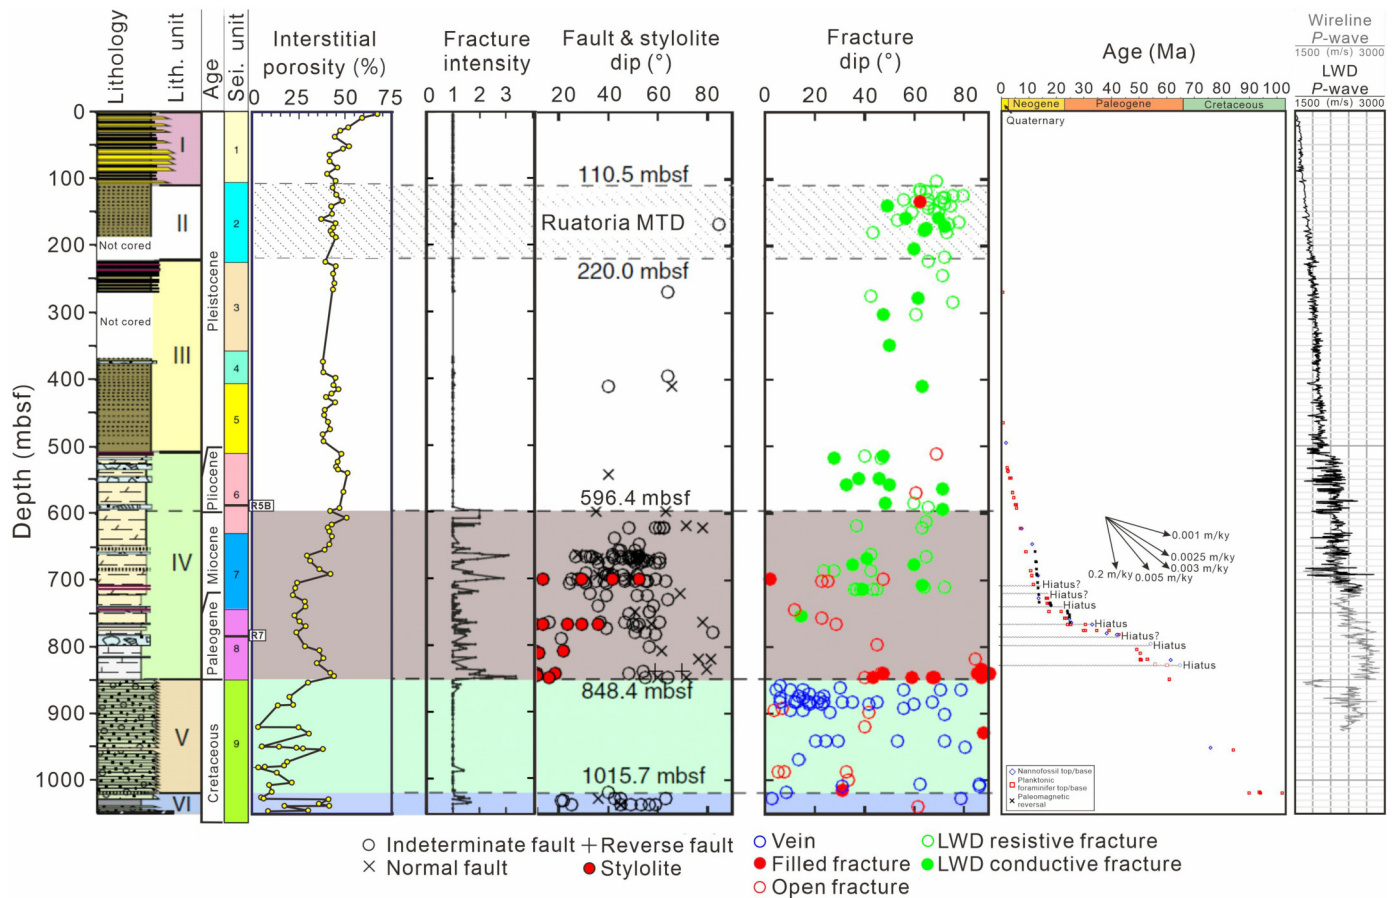 Lithology
Lith. unit
Age
Sei. unit
Interstitial
porosity (%)
0 25 50 75
Fracture
intensity
0 1 2 3
Fault & stylolite
dip (°)
20 40 60 80
Fracture
dip (°)
0 20 40 60 80
Age (Ma)
0 10 20 30 40 50 60 70 80 90 100
Neogene
Paleogene
Cretaceous
Quaternary
Wireline
P-wave
1500 (m/s) 3000
LWD
P-wave
1500 (m/s) 3000
Depth (mbsf)
0
100
200
300
400
500
600
700
800
900
1000
I
II
III
IV
V
VI
Not cored
Not cored
Pleistocene
Pliocene
Miocene
Paleogene
Cretaceous
1
2
3
4
5
6
R5B
7
R7
8
9
110.5 mbsf
Ruatoria MTD
220.0 mbsf
596.4 mbsf
848.4 mbsf
1015.7 mbsf
0.001 m/ky
0.0025 m/ky
0.003 m/ky
0.005 m/ky
0.2 m/ky
Hiatus?
Hiatus?
Hiatus
Hiatus?
Hiatus
Hiatus
Nannofossil top/base
Planktonic
foraminifer top/base
Paleomagnetic
reversal
Indeterminate fault
Reverse fault
Normal fault
Stylolite
Vein
LWD resistive fracture
Filled fracture
LWD conductive fracture
Open fracture